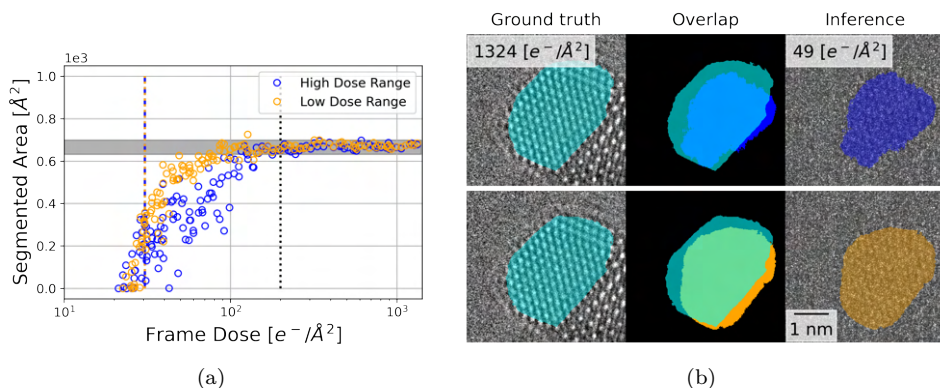 1e3
1.0
0.8
0.6
0.4
0.2
0.0
10¹
10²
10³
Segmented Area [Å²]
Frame Dose [e⁻/Å²]
High Dose Range
Low Dose Range
(a)
Ground truth
Overlap
Inference
1324 [e⁻/Å²]
49 [e⁻/Å²]
1 nm
(b)